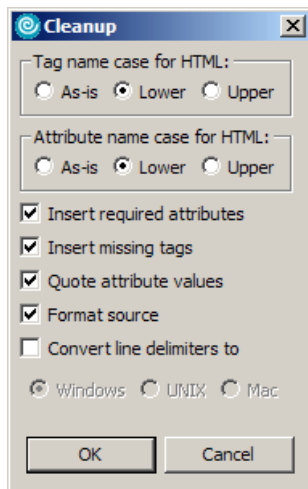 Cleanup
Tag name case for HTML:
As-is Lower Upper
Attribute name case for HTML:
As-is Lower Upper
Insert required attributes
Insert missing tags
Quote attribute values
Format source
Convert line delimiters to
Windows UNIX Mac
OK Cancel